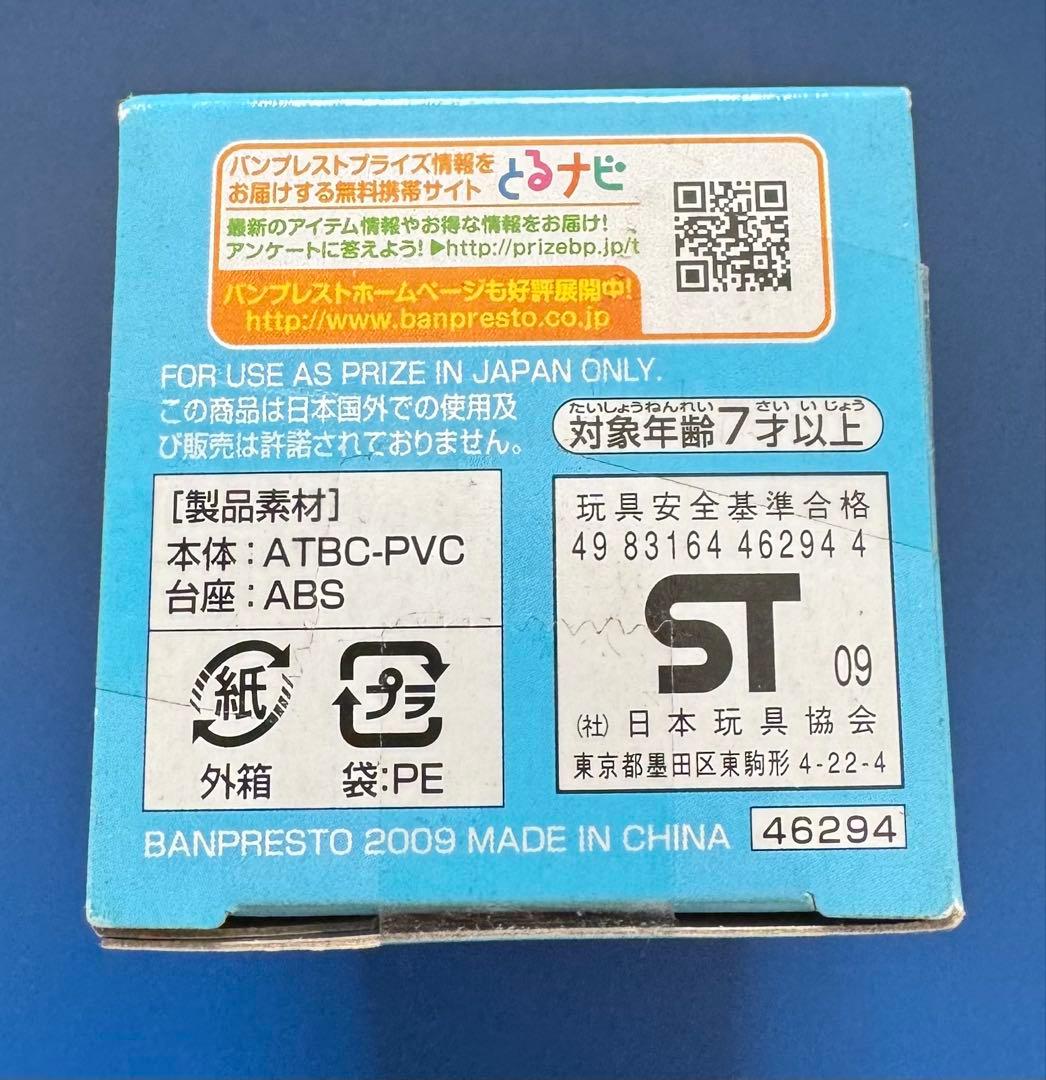 バンプレストプライズ情報を
お届けする無料携帯サイト とるナビ
最新のアイテム情報やお得な情報をお届け!
アンケートに答えよう! ▶http://prizebp.jp/t
バンプレストホームページも好評展開中!
http://www.banpresto.co.jp
FOR USE AS PRIZE IN JAPAN ONLY.
この商品は日本国外での使用及
び販売は許諾されておりません。
たいしょうねんれい さい いじょう
対象年齢7才以上
[製品素材]
本体:ATBC-PVC
台座:ABS
紙
外箱
プラ
袋:PE
玩具安全基準合格
49 83164 46294 4
ST 09
(社) 日本玩具協会
東京都墨田区東駒形 4-22-4
BANPRESTO 2009 MADE IN CHINA
46294